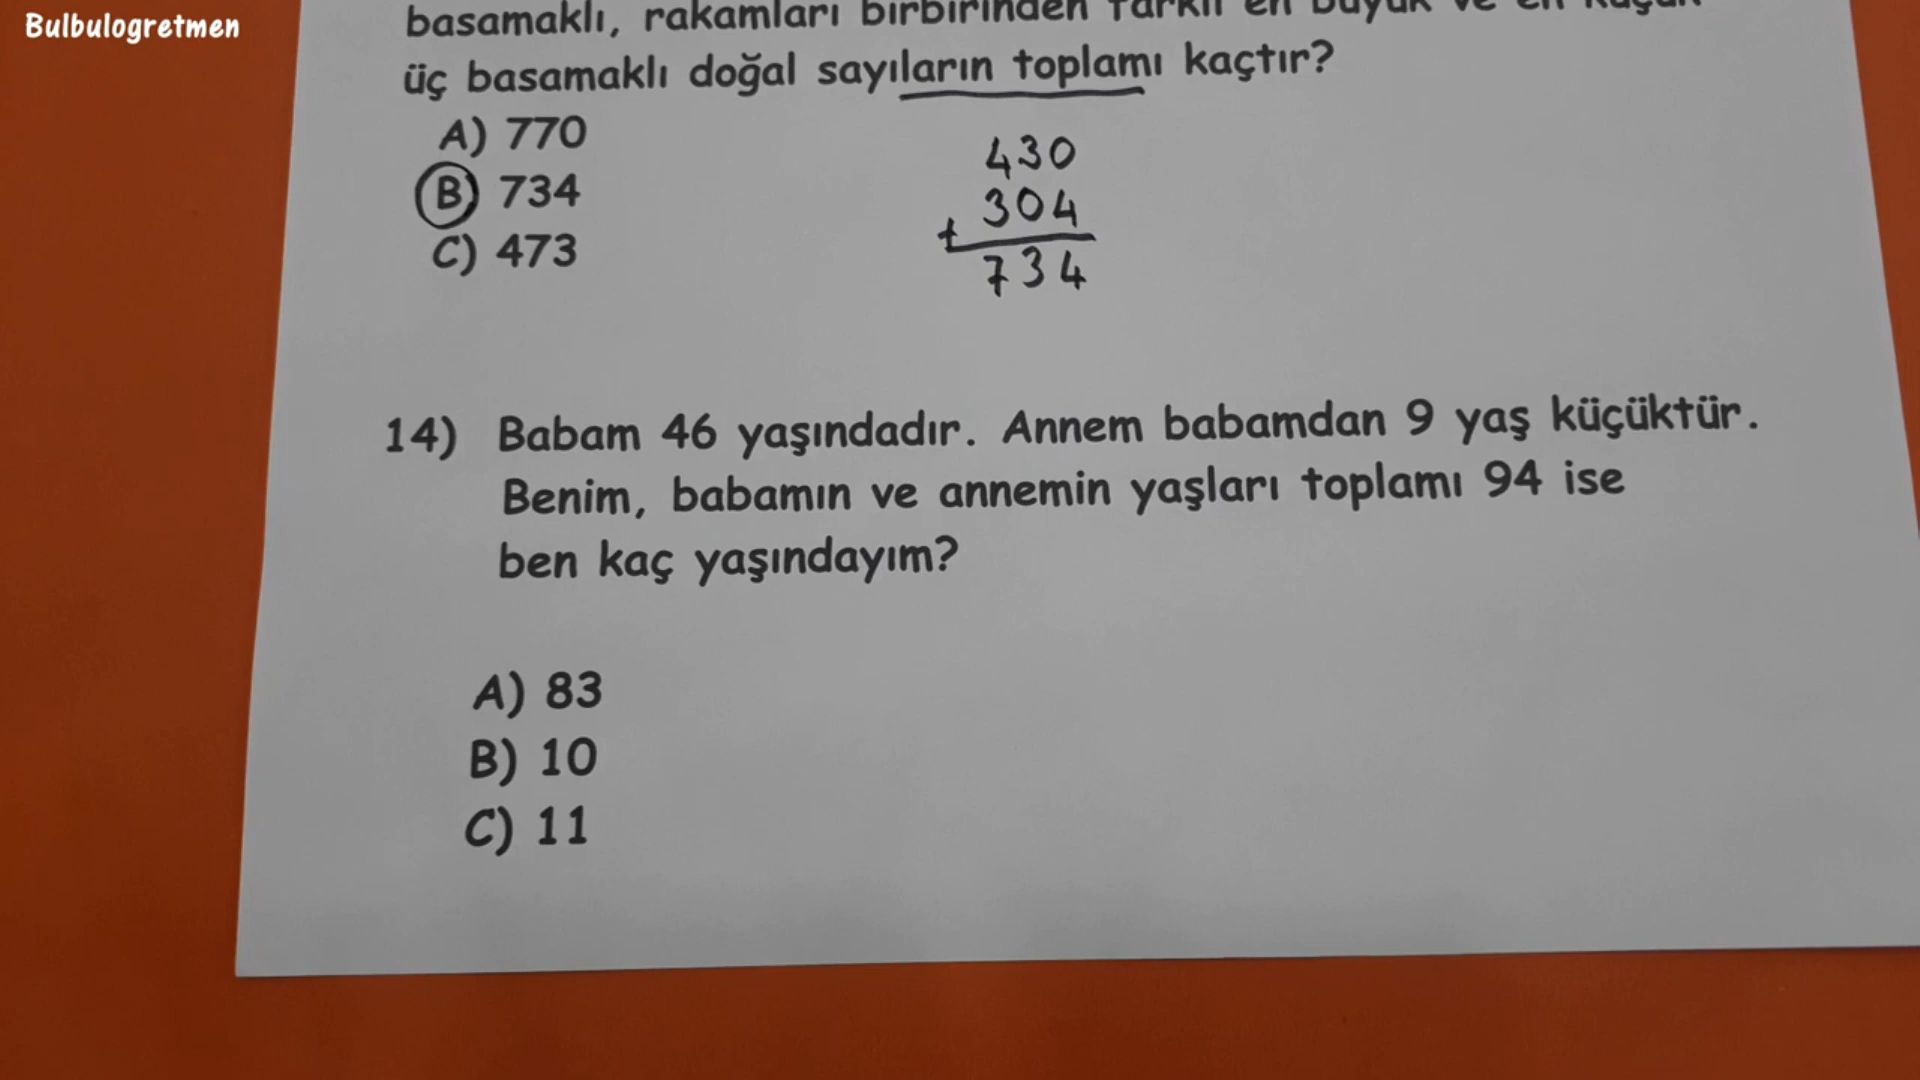 Bulbulogretmen
basamaklı, rakamları birbirinden farklı en büyük ve en küçük
üç basamaklı doğal sayıların toplamı kaçtır?
A) 770
B) 734
C) 473
430
304
+
734
14) Babam 46 yaşındadır. Annem babamdan 9 yaş küçüktür.
Benim, babamın ve annemin yaşları toplamı 94 ise
ben kaç yaşındayım?
A) 83
B) 10
C) 11